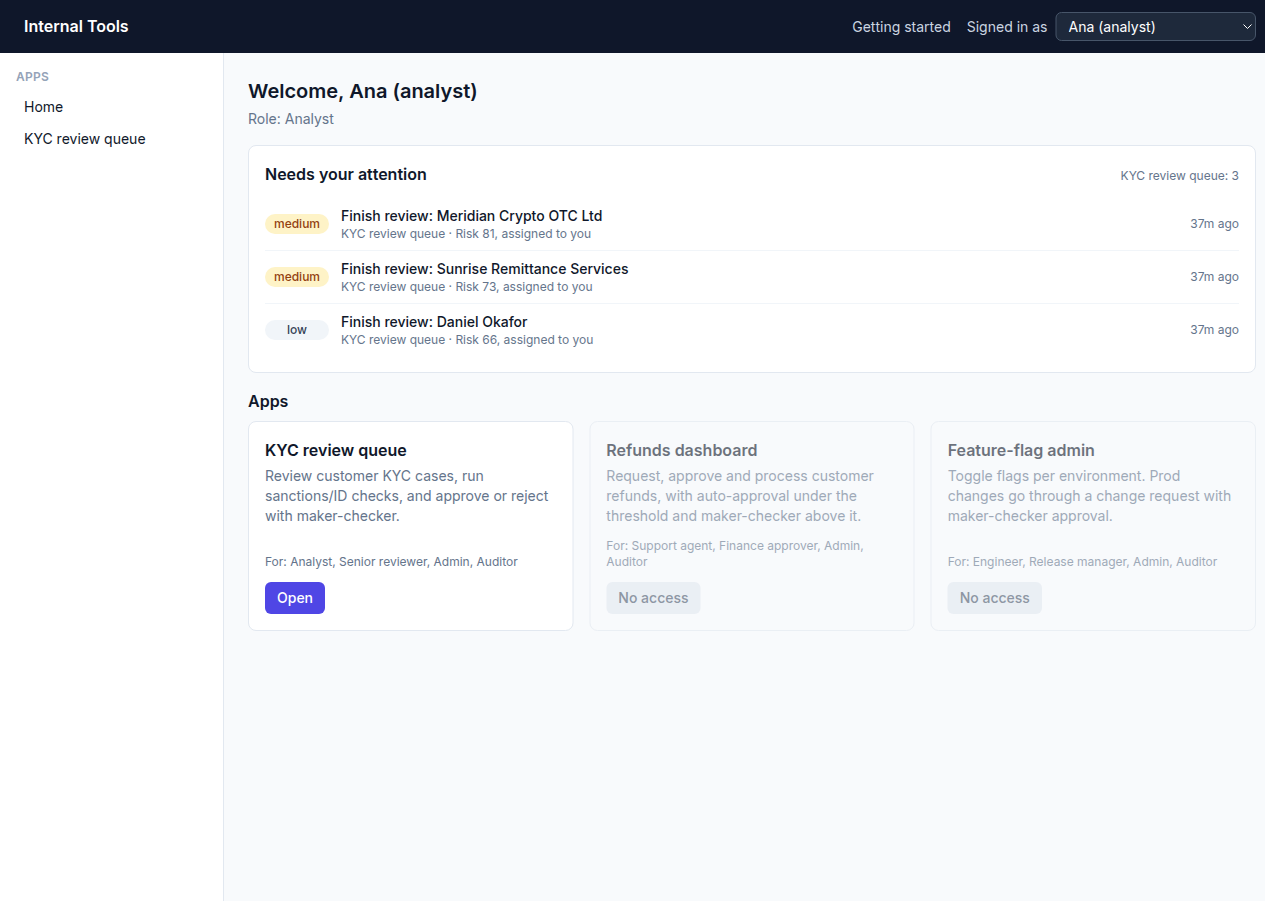 Internal Tools
Getting started
Signed in as
Ana (analyst)
APPS
Home
KYC review queue
Welcome, Ana (analyst)
Role: Analyst
Needs your attention
KYC review queue: 3
medium
Finish review: Meridian Crypto OTC Ltd
KYC review queue · Risk 81, assigned to you
37m ago
medium
Finish review: Sunrise Remittance Services
KYC review queue · Risk 73, assigned to you
37m ago
low
Finish review: Daniel Okafor
KYC review queue · Risk 66, assigned to you
37m ago
Apps
KYC review queue
Review customer KYC cases, run
sanctions/ID checks, and approve or reject
with maker-checker.
For: Analyst, Senior reviewer, Admin, Auditor
Open
Refunds dashboard
Request, approve and process customer
refunds, with auto-approval under the
threshold and maker-checker above it.
For: Support agent, Finance approver, Admin,
Auditor
No access
Feature-flag admin
Toggle flags per environment. Prod
changes go through a change request with
maker-checker approval.
For: Engineer, Release manager, Admin, Auditor
No access